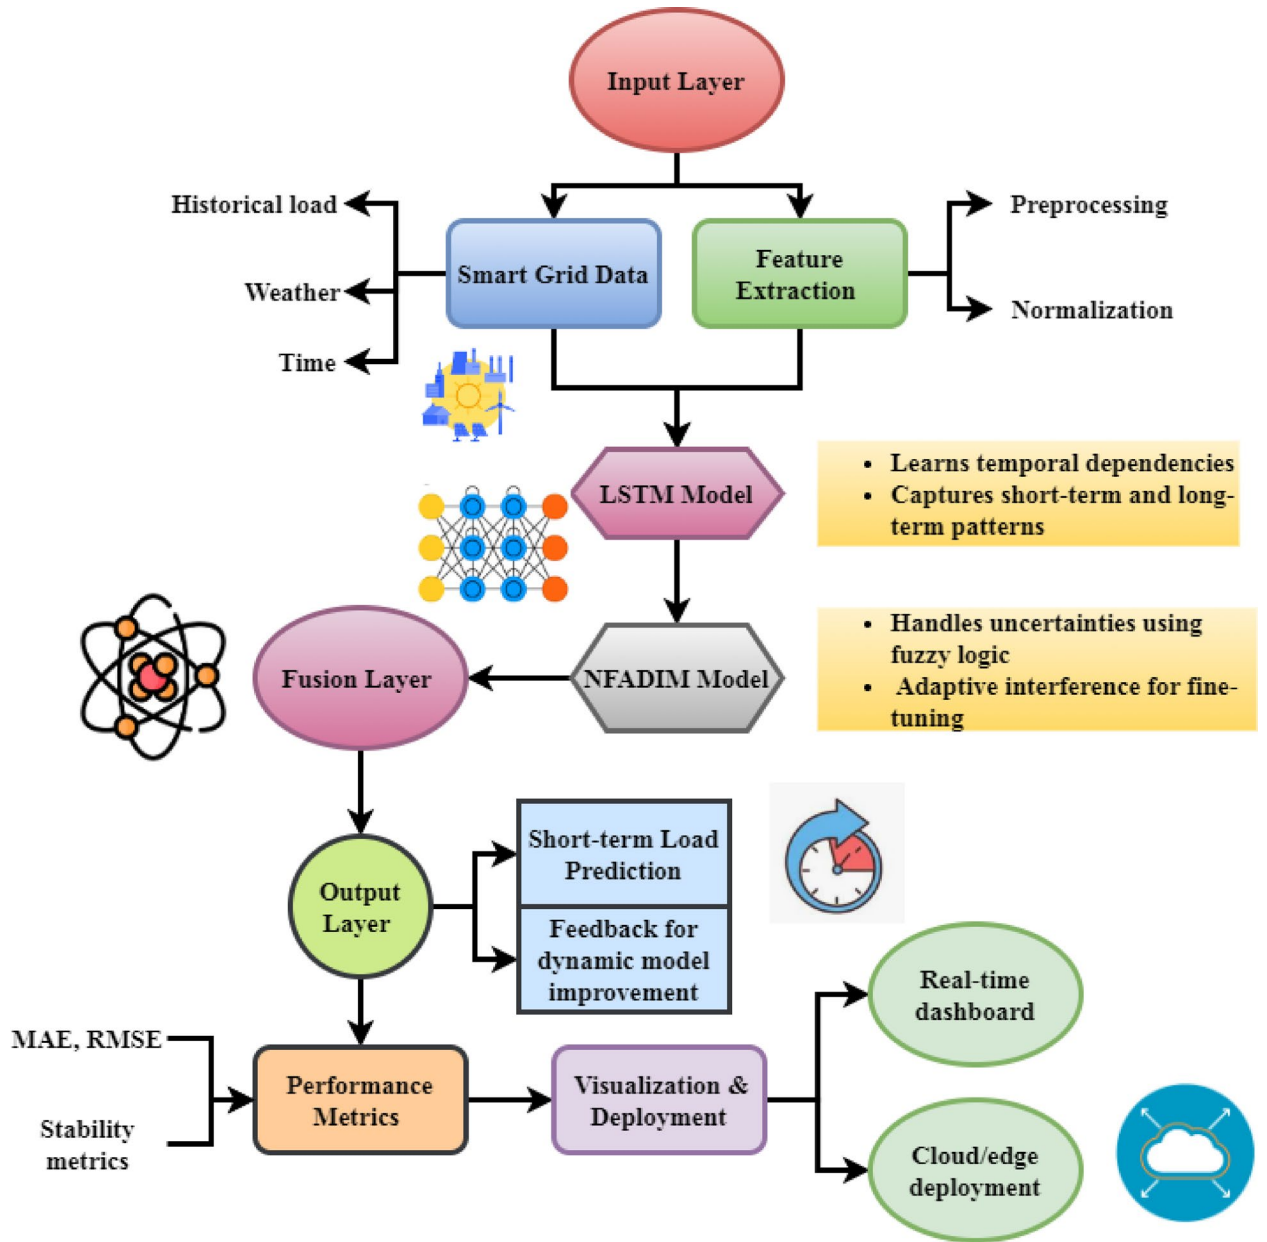 Input Layer
Historical load
Weather
Time
Smart Grid Data
Feature
Extraction
Preprocessing
Normalization
LSTM Model
• Learns temporal dependencies
• Captures short-term and long-
term patterns
NFADIM Model
• Handles uncertainties using
fuzzy logic
• Adaptive interference for fine-
tuning
Fusion Layer
Output
Layer
Short-term Load
Prediction
Feedback for
dynamic model
improvement
MAE, RMSE
Stability
metrics
Performance
Metrics
Visualization &
Deployment
Real-time
dashboard
Cloud/edge
deployment